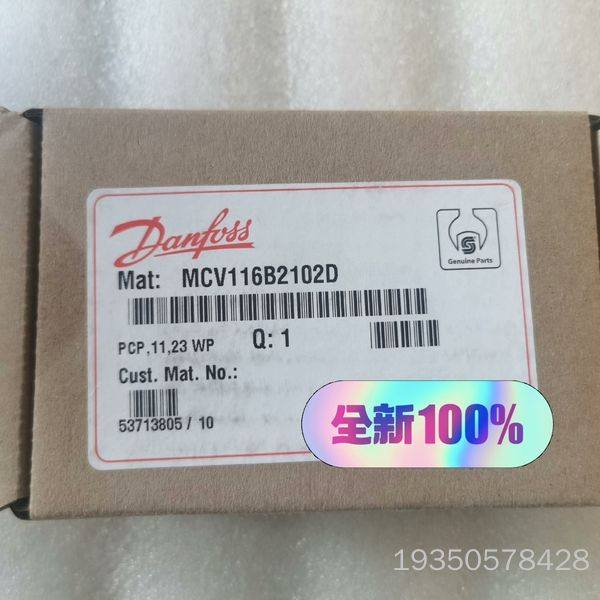 Danfoss
Genuine Parts
Mat: MCV116B2102D
PCP,11,23 WP Q: 1
Cust. Mat. No.:
53713805 / 10
全新100%
19350578428